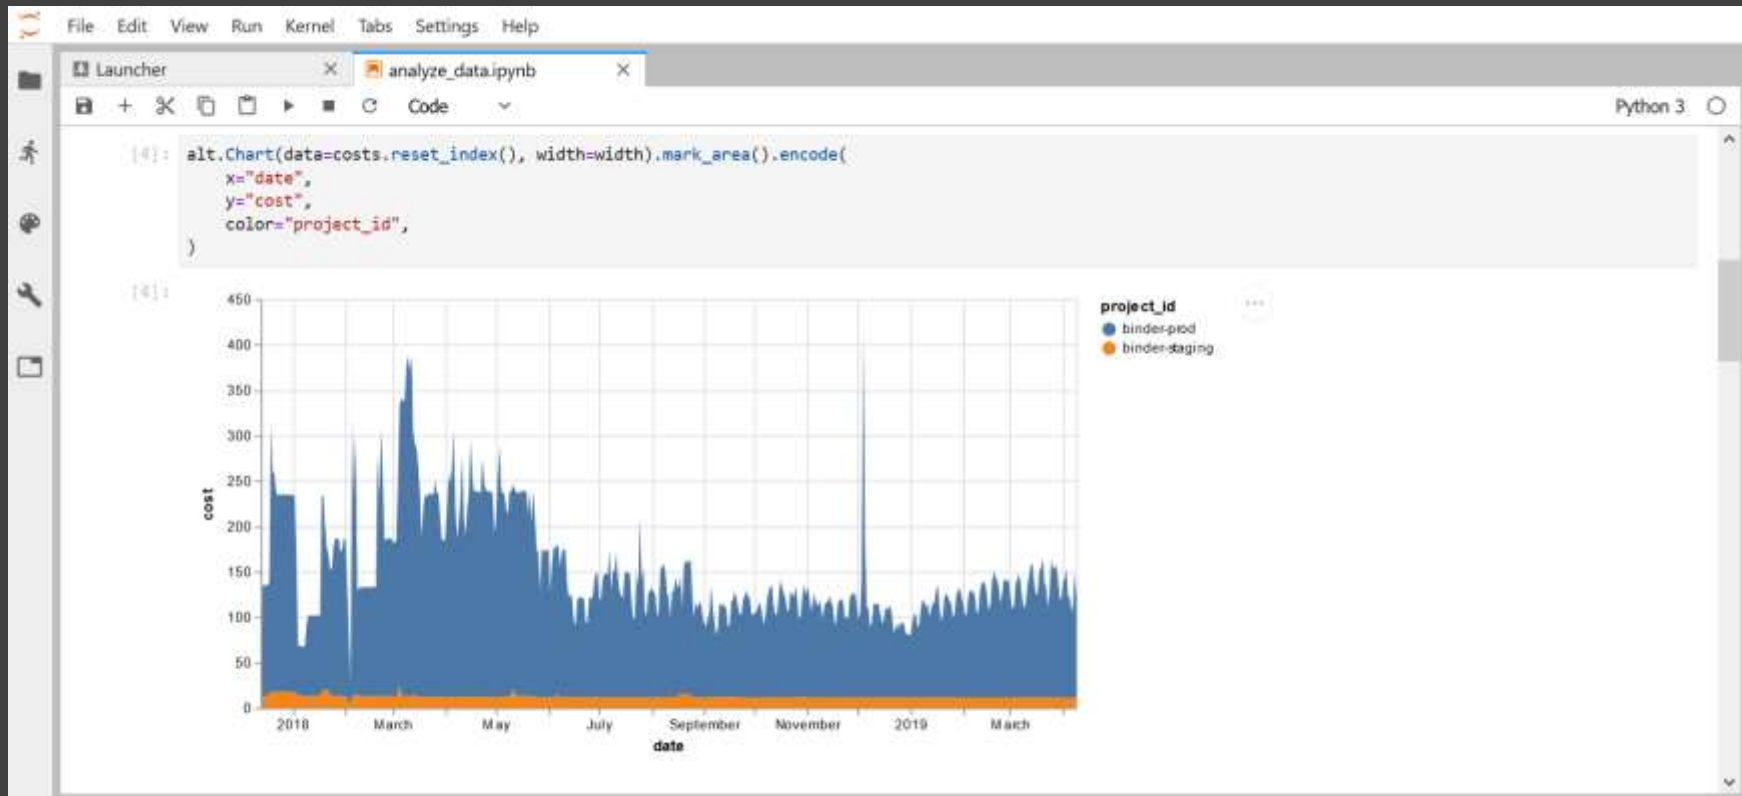 File Edit View Run Kernel Tabs Settings Help
Launcher analyze_data.ipynb
Code Python 3
[4]: alt.Chart(data=costs.reset_index(), width=width).mark_area().encode(
x="date",
y="cost",
color="project_id",
)
[4]:
project_id
binder-prod
binder-staging
450
400
350
300
250
200
150
100
50
0
cost
2018 March May July September November 2019 March
date